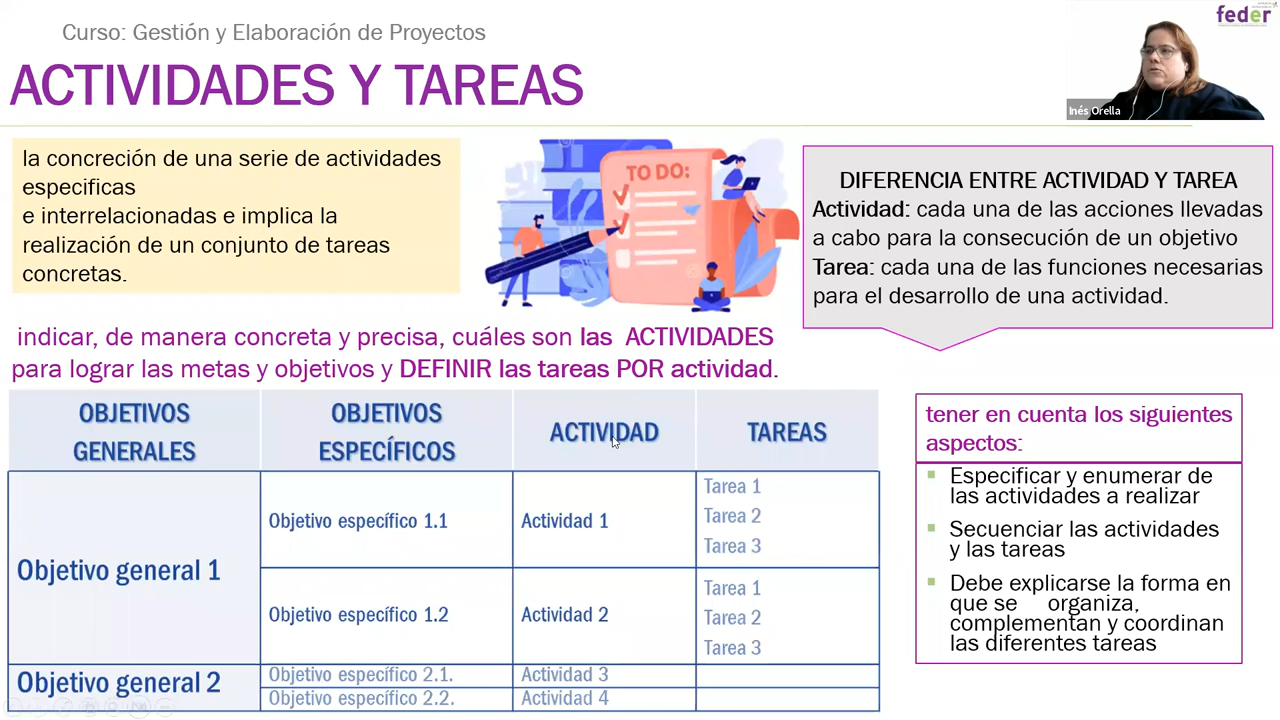 Curso: Gestión y Elaboración de Proyectos
feder
ACTIVIDADES Y TAREAS
Inés Orella
la concreción de una serie de actividades
especificas
e interrelacionadas e implica la
realización de un conjunto de tareas
concretas.
TO DO:
DIFERENCIA ENTRE ACTIVIDAD Y TAREA
Actividad: cada una de las acciones llevadas
a cabo para la consecución de un objetivo
Tarea: cada una de las funciones necesarias
para el desarrollo de una actividad.
indicar, de manera concreta y precisa, cuáles son las ACTIVIDADES
para lograr las metas y objetivos y DEFINIR las tareas POR actividad.
OBJETIVOS
GENERALES
OBJETIVOS
ESPECÍFICOS
ACTIVIDAD
TAREAS
Objetivo general 1
Objetivo específico 1.1
Actividad 1
Tarea 1
Tarea 2
Tarea 3
Objetivo específico 1.2
Actividad 2
Tarea 1
Tarea 2
Tarea 3
Objetivo general 2
Objetivo específico 2.1.
Actividad 3
Objetivo específico 2.2.
Actividad 4
tener en cuenta los siguientes
aspectos:
Especificar y enumerar de
las actividades a realizar
Secuenciar las actividades
y las tareas
Debe explicarse la forma en
que se organiza,
complementan y coordinan
las diferentes tareas